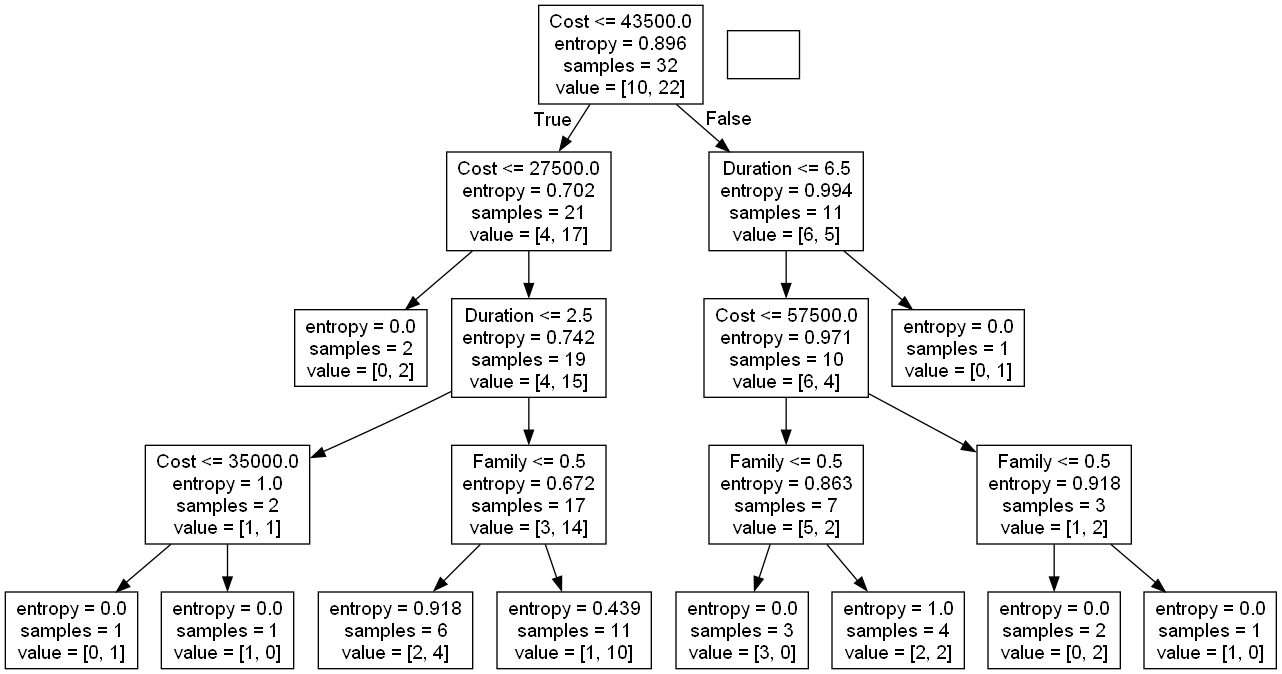 Cost <= 43500.0
entropy = 0.896
samples = 32
value = [10, 22]
True
False
Cost <= 27500.0
entropy = 0.702
samples = 21
value = [4, 17]
Duration <= 6.5
entropy = 0.994
samples = 11
value = [6, 5]
entropy = 0.0
samples = 2
value = [0, 2]
Duration <= 2.5
entropy = 0.742
samples = 19
value = [4, 15]
Cost <= 57500.0
entropy = 0.971
samples = 10
value = [6, 4]
entropy = 0.0
samples = 1
value = [0, 1]
Cost <= 35000.0
entropy = 1.0
samples = 2
value = [1, 1]
Family <= 0.5
entropy = 0.672
samples = 17
value = [3, 14]
Family <= 0.5
entropy = 0.863
samples = 7
value = [5, 2]
Family <= 0.5
entropy = 0.918
samples = 3
value = [1, 2]
entropy = 0.0
samples = 1
value = [0, 1]
entropy = 0.0
samples = 1
value = [1, 0]
entropy = 0.918
samples = 6
value = [2, 4]
entropy = 0.439
samples = 11
value = [1, 10]
entropy = 0.0
samples = 3
value = [3, 0]
entropy = 1.0
samples = 4
value = [2, 2]
entropy = 0.0
samples = 2
value = [0, 2]
entropy = 0.0
samples = 1
value = [1, 0]